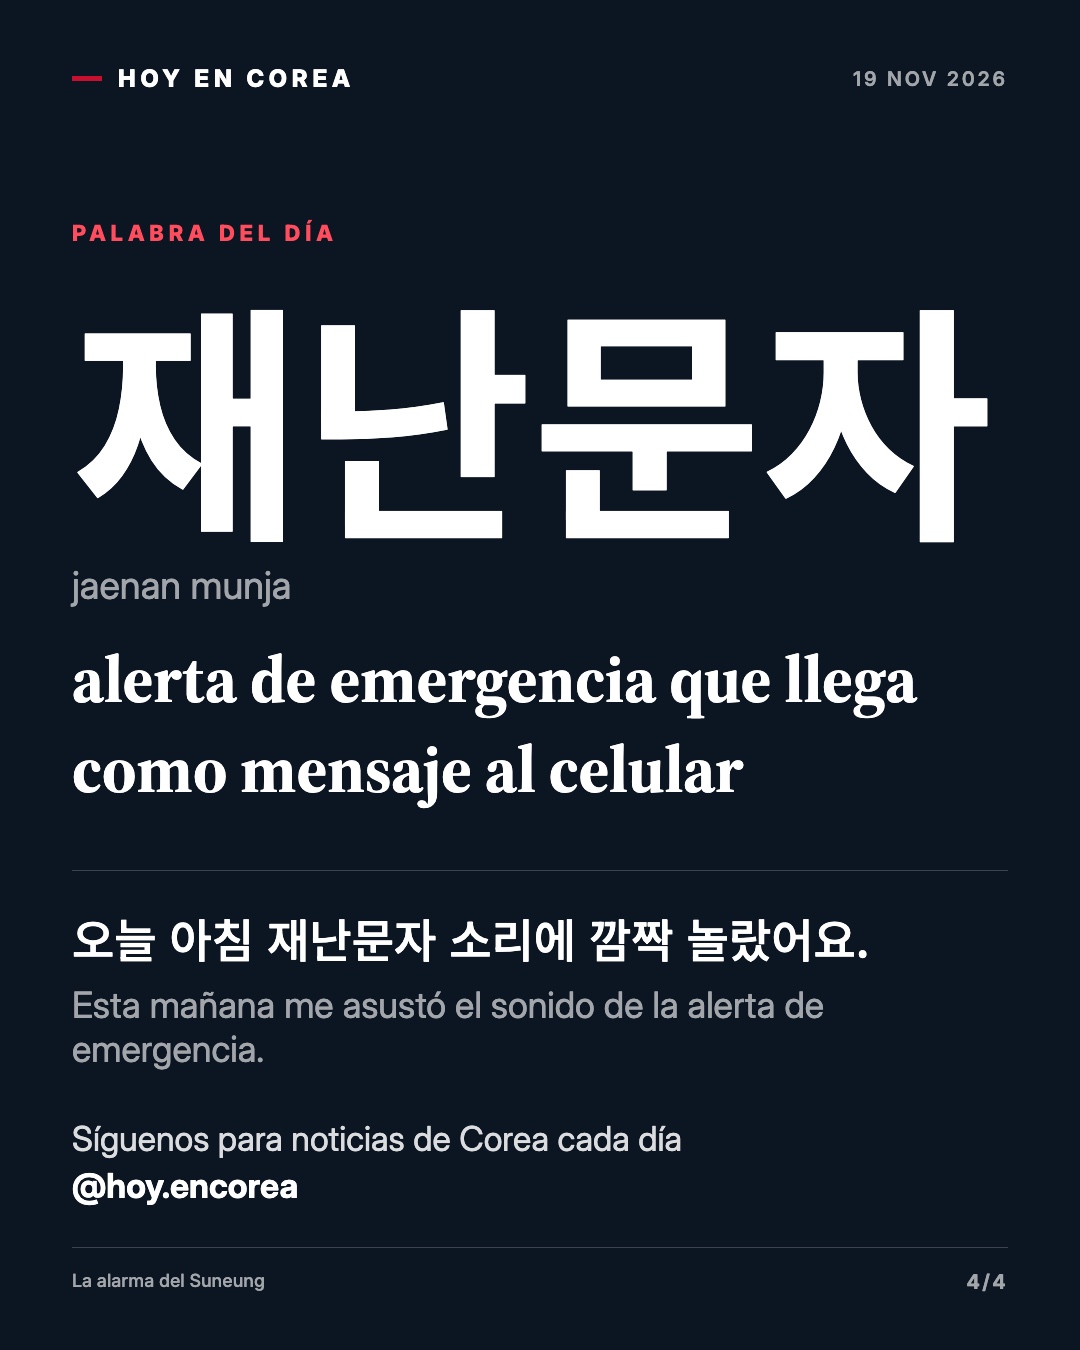 HOY EN COREA
19 NOV 2026
PALABRA DEL DÍA
재난문자
jaenan munja
alerta de emergencia que llega
como mensaje al celular
오늘 아침 재난문자 소리에 깜짝 놀랐어요.
Esta mañana me asustó el sonido de la alerta de
emergencia.
Síguenos para noticias de Corea cada día
@hoy.encorea
La alarma del Suneung
4/4